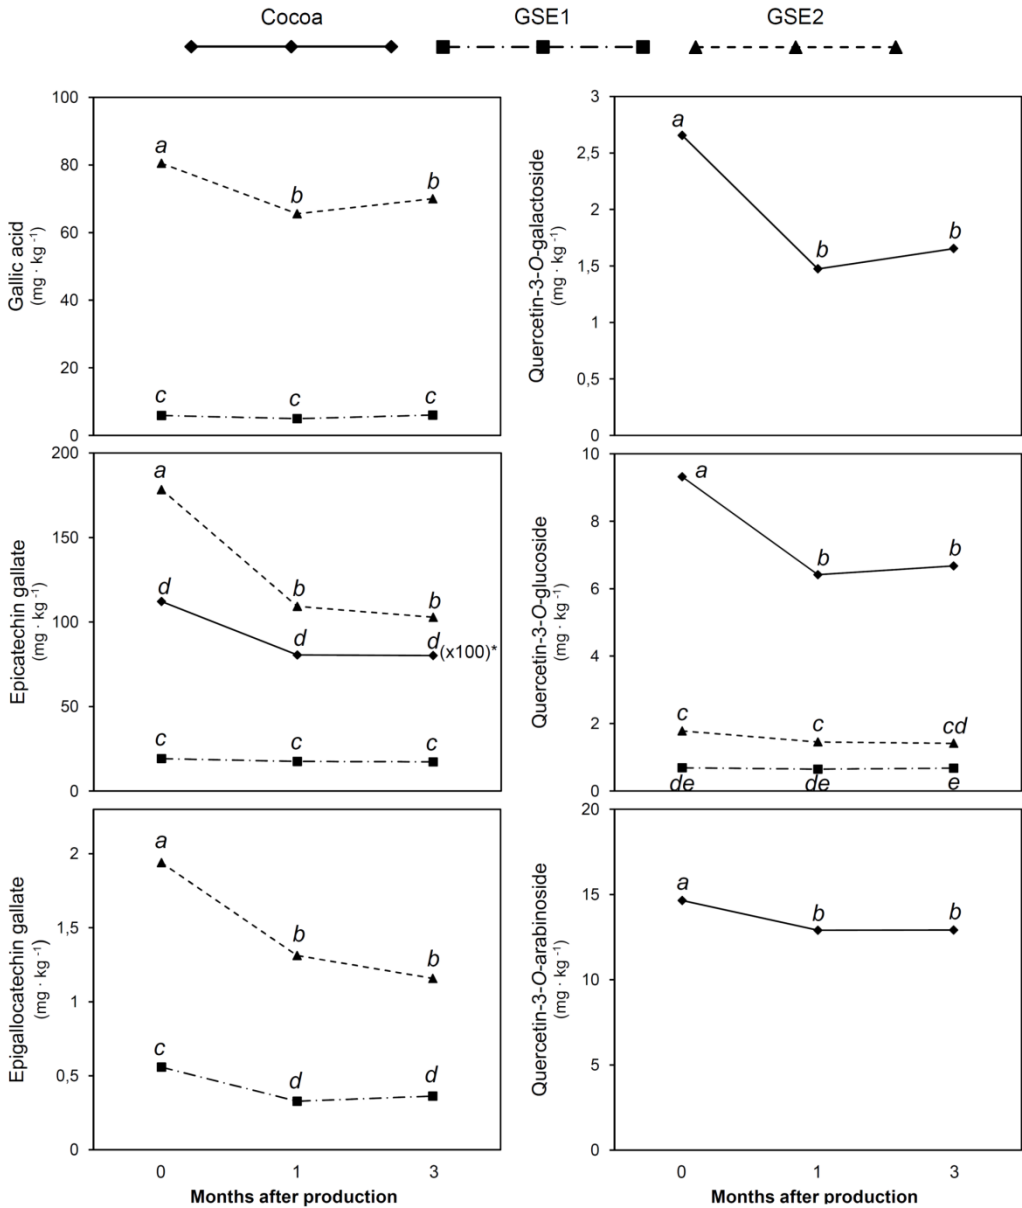 Cocoa GSE1 GSE2
Gallic acid
(mg · kg⁻¹)
100
80
60
40
20
0
a
b
b
c
c
c
Quercetin-3-O-galactoside
(mg · kg⁻¹)
3
2,5
2
1,5
1
0,5
0
a
b
b
Epicatechin gallate
(mg · kg⁻¹)
200
150
100
50
0
a
b
b
d
d
d (x100)*
c
c
c
Quercetin-3-O-glucoside
(mg · kg⁻¹)
10
8
6
4
2
0
a
b
b
c
c
cd
de
de
e
Epigallocatechin gallate
(mg · kg⁻¹)
2
1,5
1
0,5
0
a
b
b
c
d
d
0 1 3
Months after production
Quercetin-3-O-arabinoside
(mg · kg⁻¹)
20
15
10
5
0
a
b
b
0 1 3
Months after production